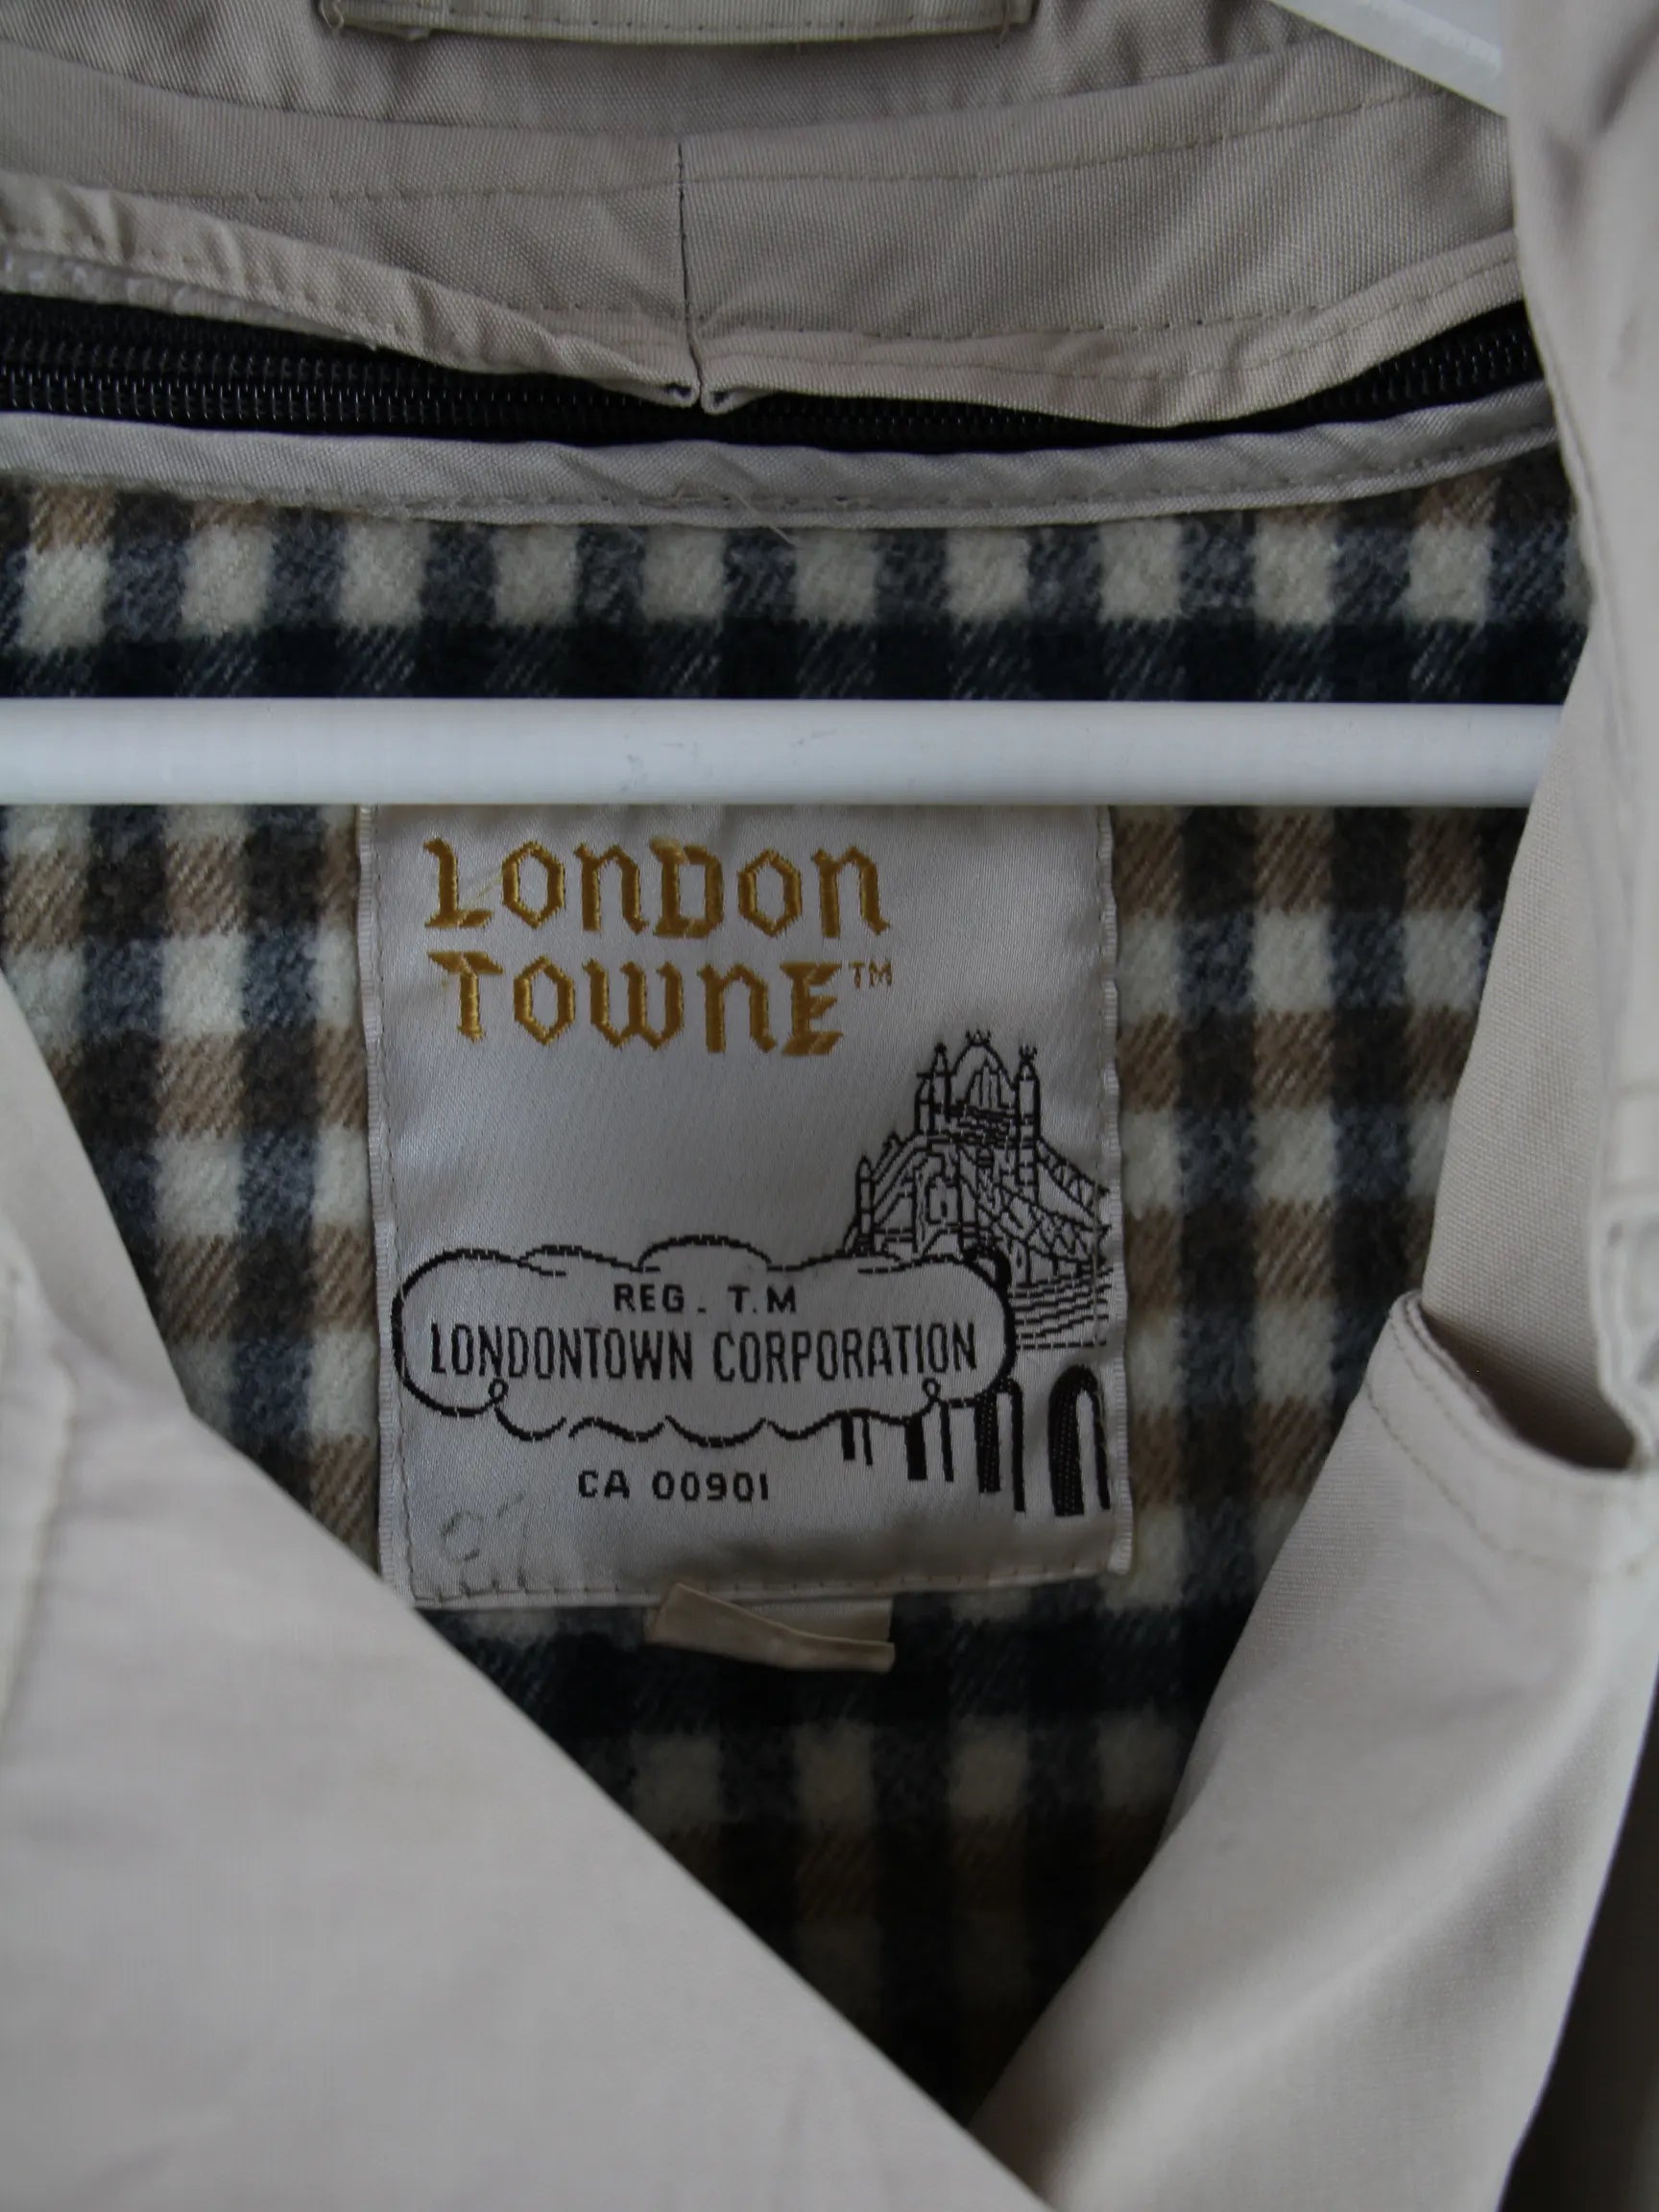 LONDON
TOWNE™
REG. T.M
LONDONTOWN CORPORATION
CA 00901